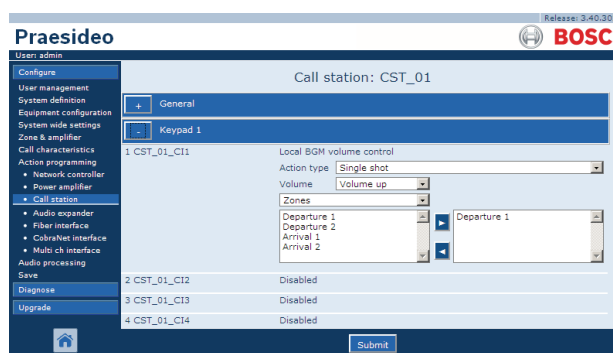 Release: 3.40.30
Praesideo
BOSC
User: admin
Configure
User management
System definition
Equipment configuration
System wide settings
Zone & amplifier
Call characteristics
Action programming
• Network controller
• Power amplifier
• Call station
• Audio expander
• Fiber interface
• CobraNet interface
• Multi ch interface
Audio processing
Save
Diagnose
Upgrade
Call station: CST_01
+ General
- Keypad 1
1 CST_01_CI1 Local BGM volume control
Action type Single shot
Volume Volume up
Zones
Departure 1
Departure 2
Arrival 1
Arrival 2
Departure 1
2 CST_01_CI2 Disabled
3 CST_01_CI3 Disabled
4 CST_01_CI4 Disabled
Submit